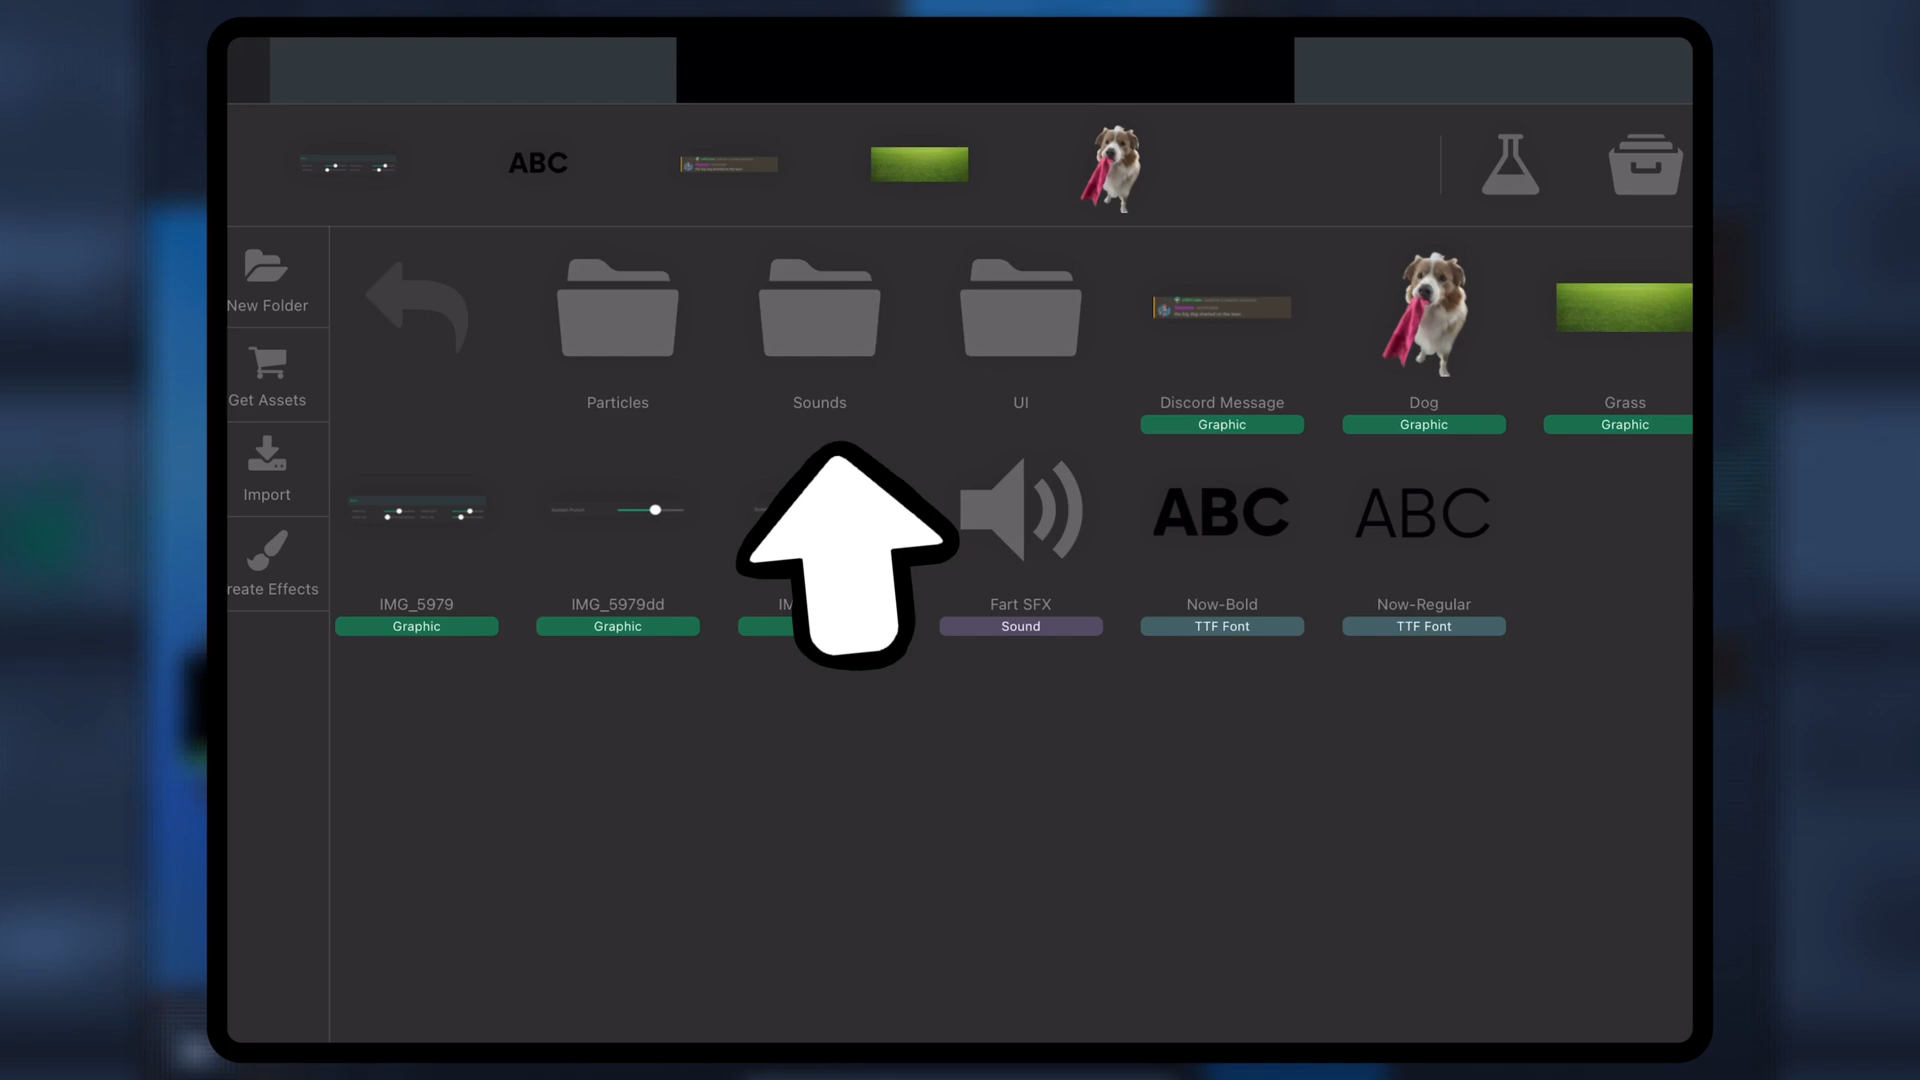 ABC
New Folder
Get Assets
Import
reate Effects
Particles
Sounds
UI
Discord Message
Graphic
Dog
Graphic
Grass
Graphic
IMG_5979
Graphic
IMG_5979dd
Graphic
IM
Fart SFX
Sound
ABC
Now-Bold
TTF Font
ABC
Now-Regular
TTF Font